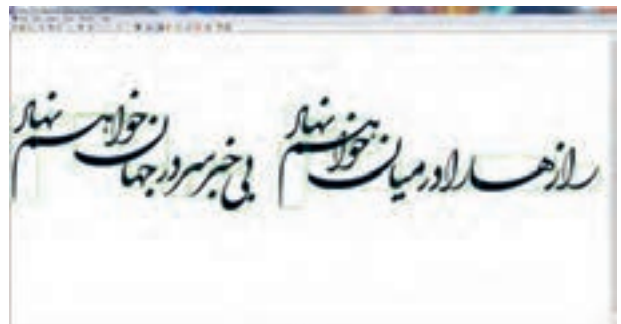 رازها را در میان خواهم نهاد
بی خبر سر در جهان خواهم نهاد